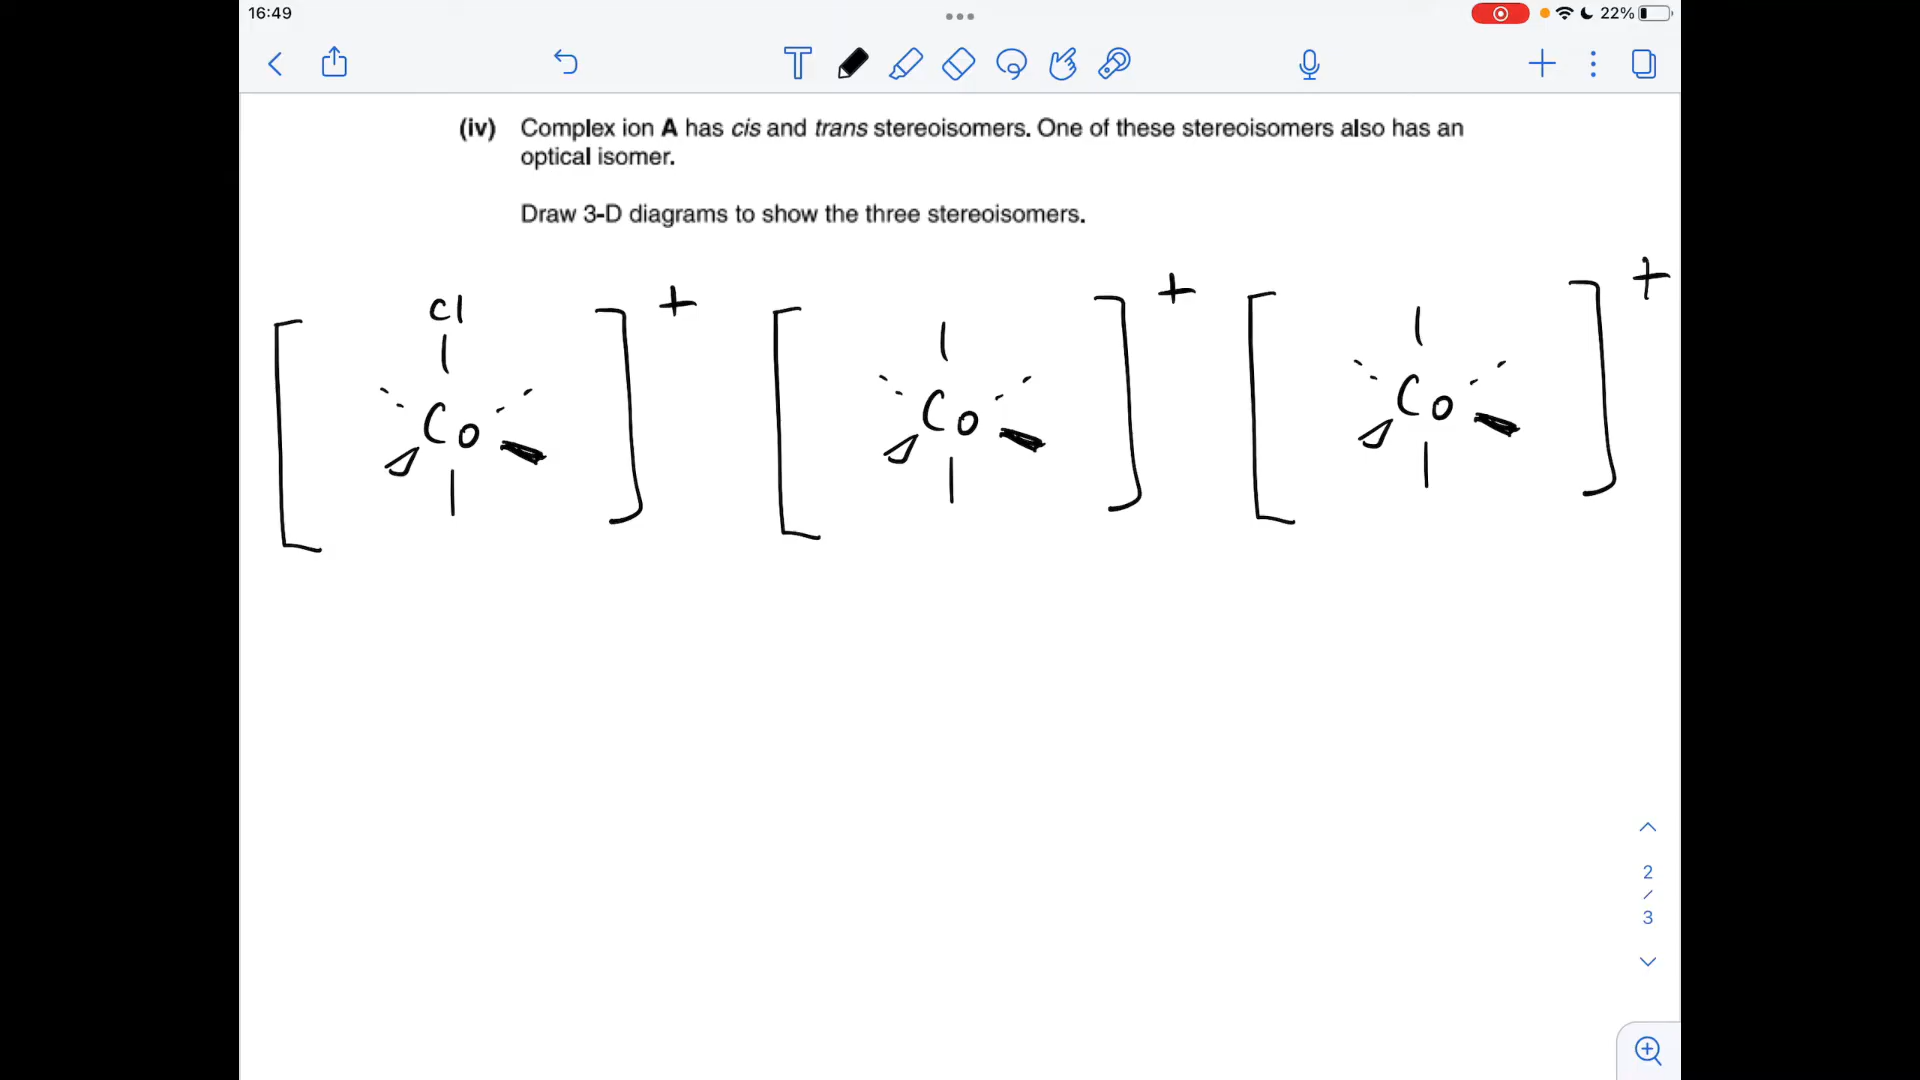 16:49
22%
T
(iv) Complex ion A has cis and trans stereoisomers. One of these stereoisomers also has an
optical isomer.
Draw 3-D diagrams to show the three stereoisomers.
Cl
[ Co ]+ [ Co ]+ [ Co ]+
2
/
3